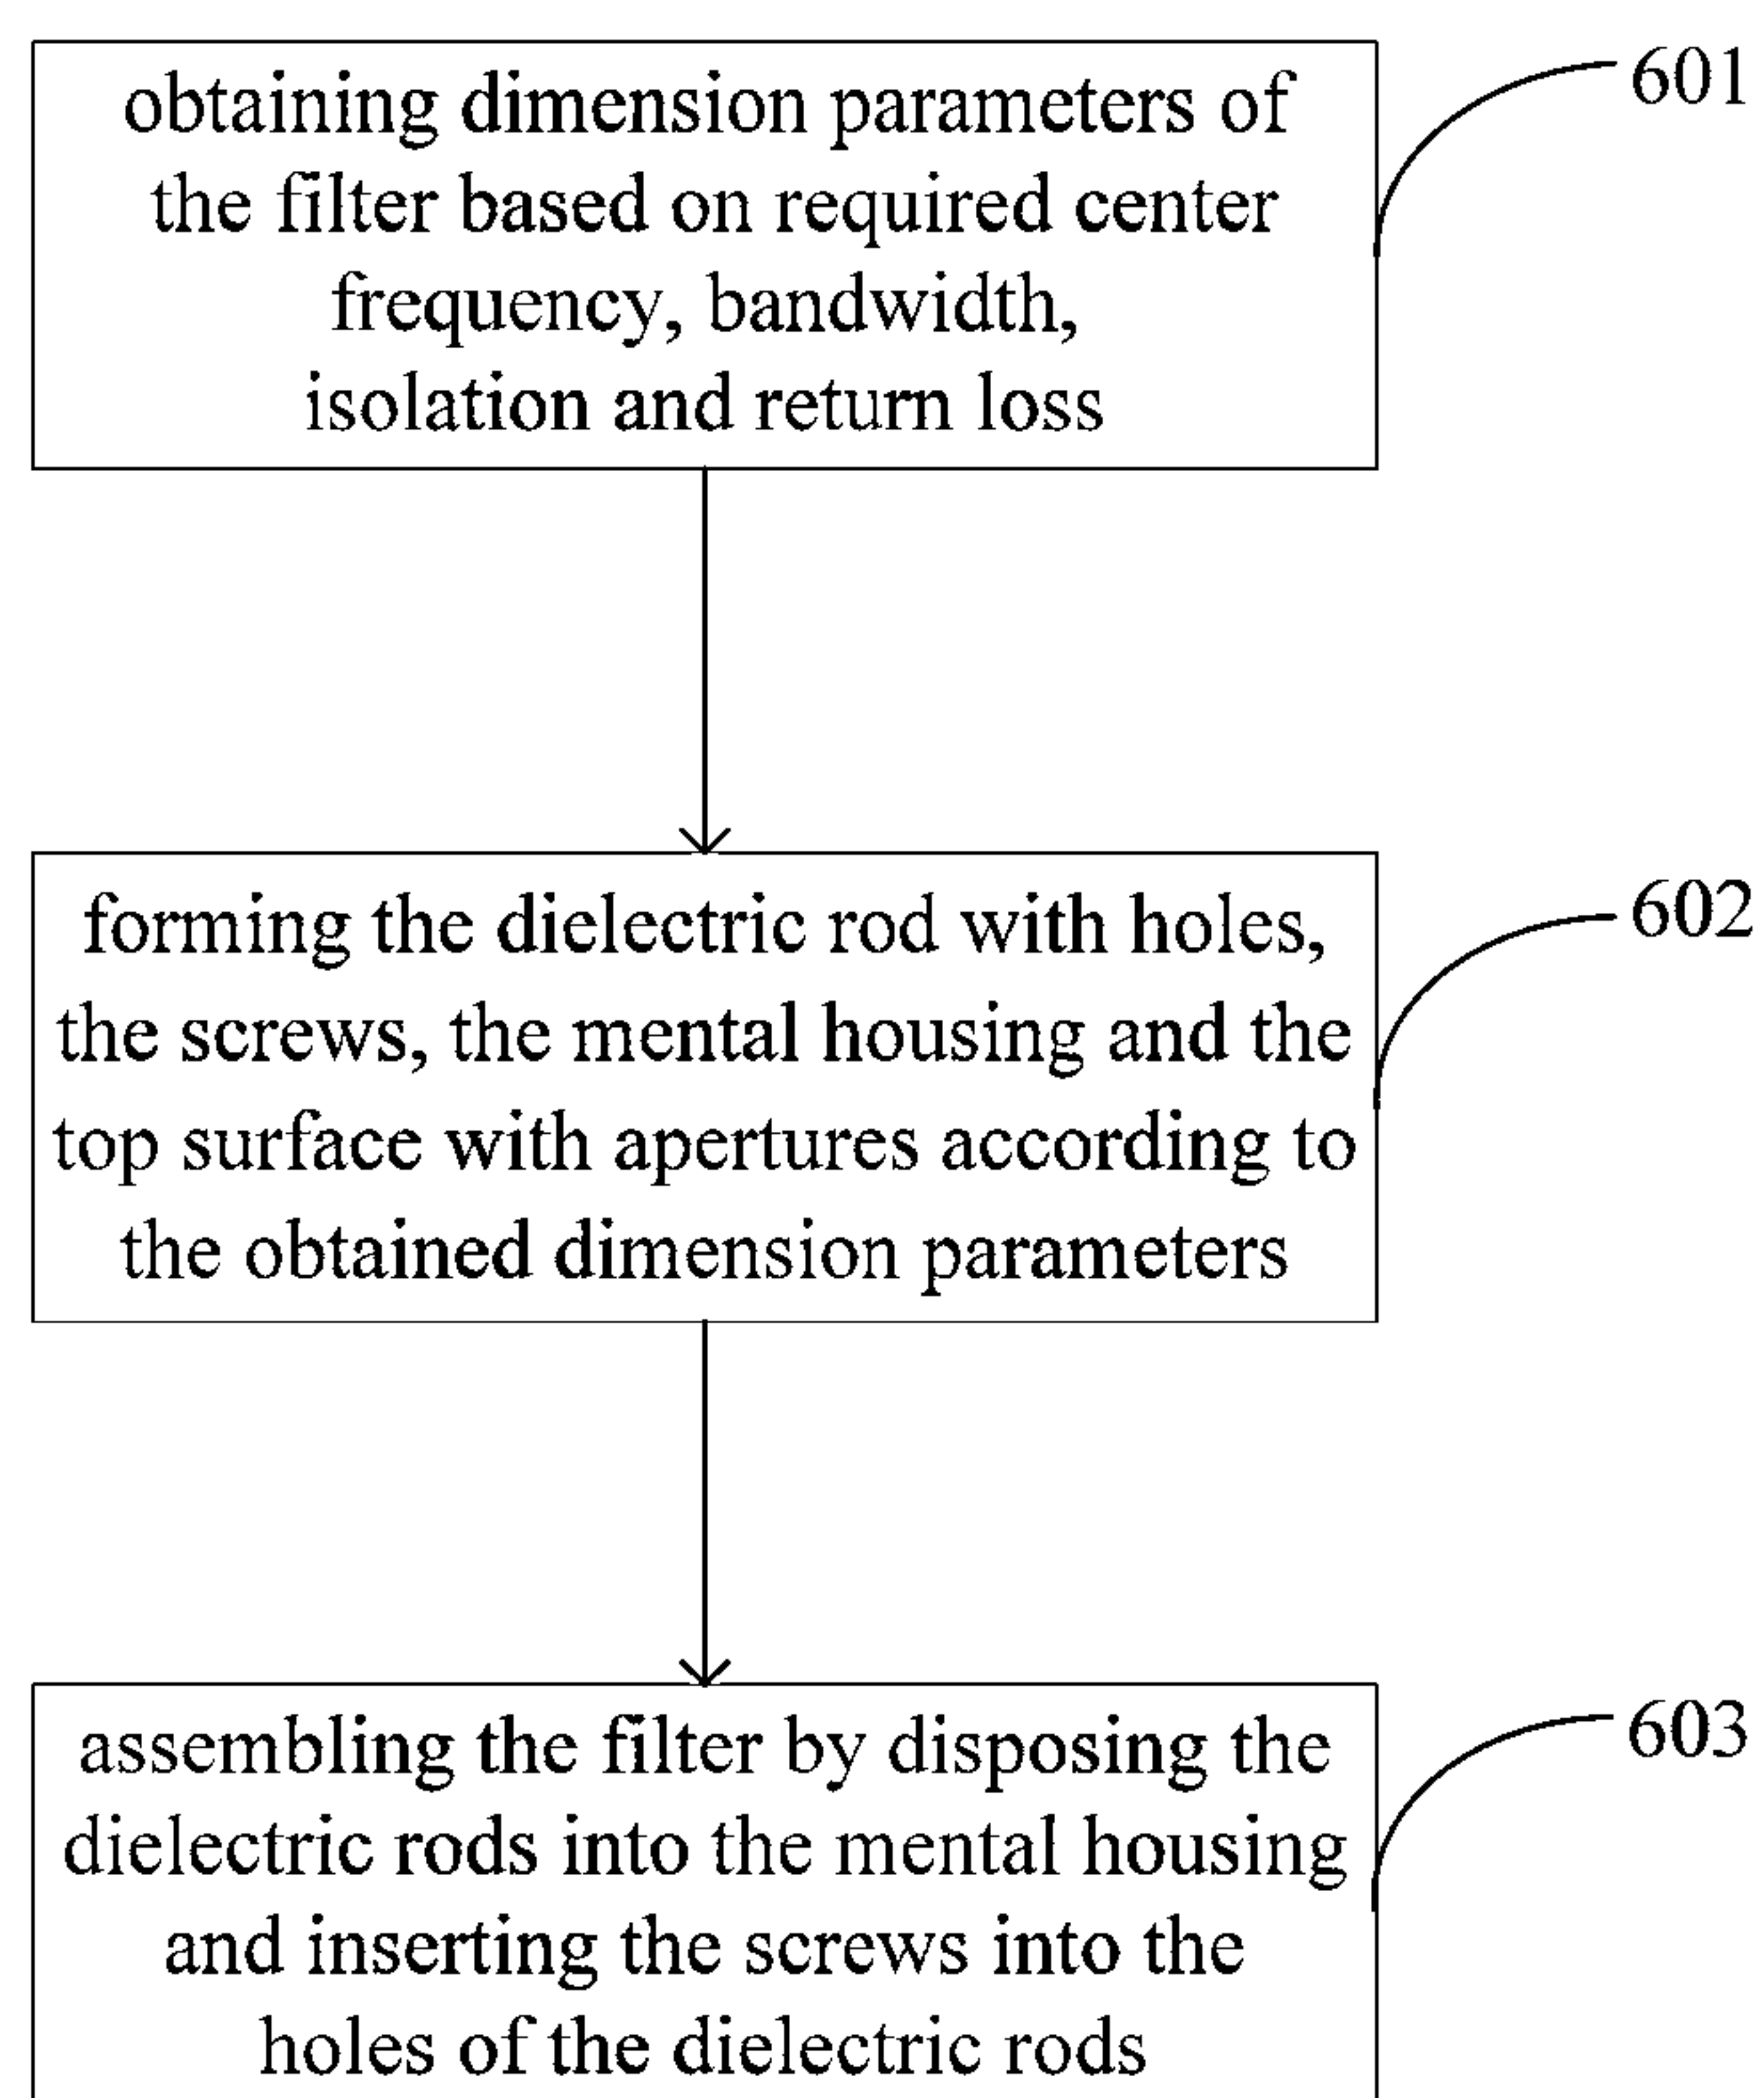 obtaining dimension parameters of
the filter based on required center
frequency, bandwidth,
isolation and return loss
601
forming the dielectric rod with holes,
the screws, the mental housing and the
top surface with apertures according to
the obtained dimension parameters
602
assembling the filter by disposing the
dielectric rods into the mental housing
and inserting the screws into the
holes of the dielectric rods
603